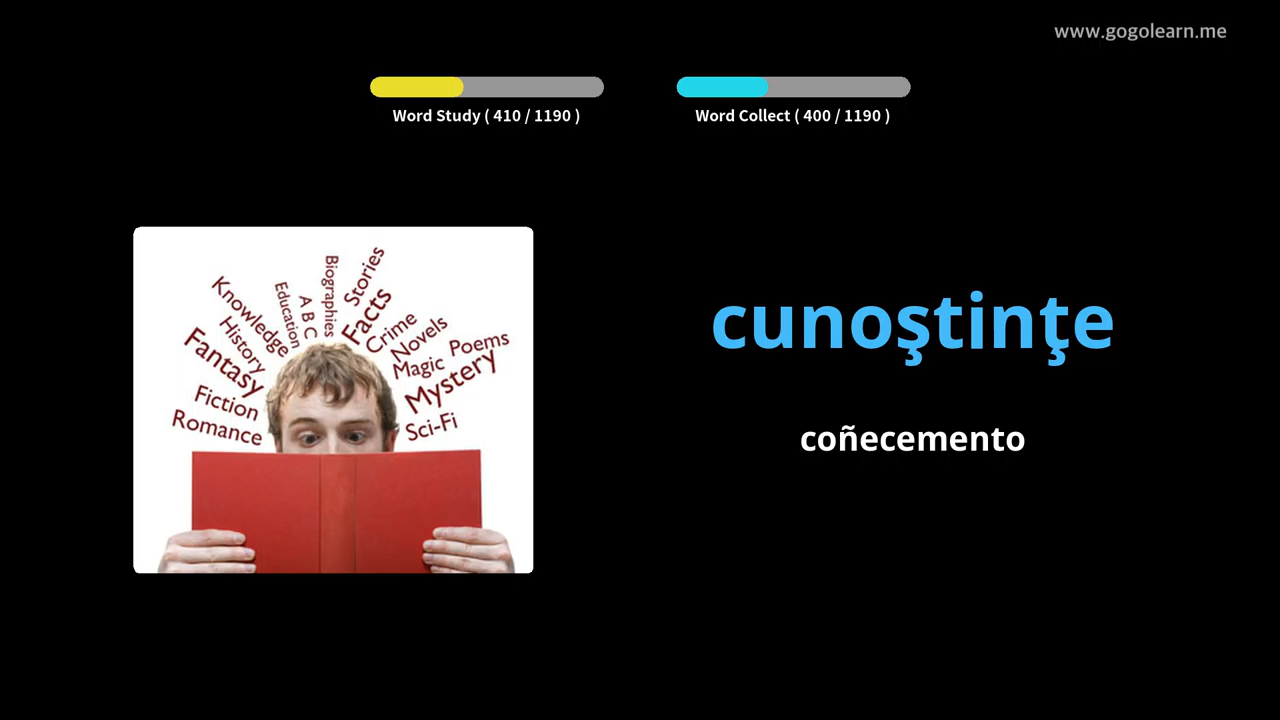 www.gogolearn.me
Word Study ( 410 / 1190 )
Word Collect ( 400 / 1190 )
Knowledge
History
Fantasy
Fiction
Romance
Education
A B C
Biographies
Stories
Facts
Crime
Novels
Magic
Poems
Mystery
Sci-Fi
cunoştinţe
coñecemento